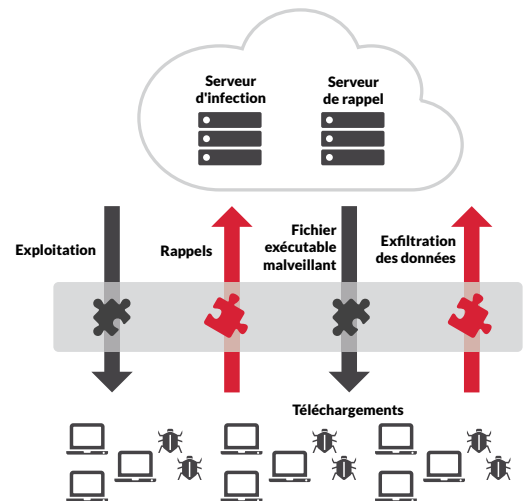 Serveur
d'infection
Serveur
de rappel
Exploitation
Rappels
Fichier
exécutable
malveillant
Exfiltration
des données
Téléchargements